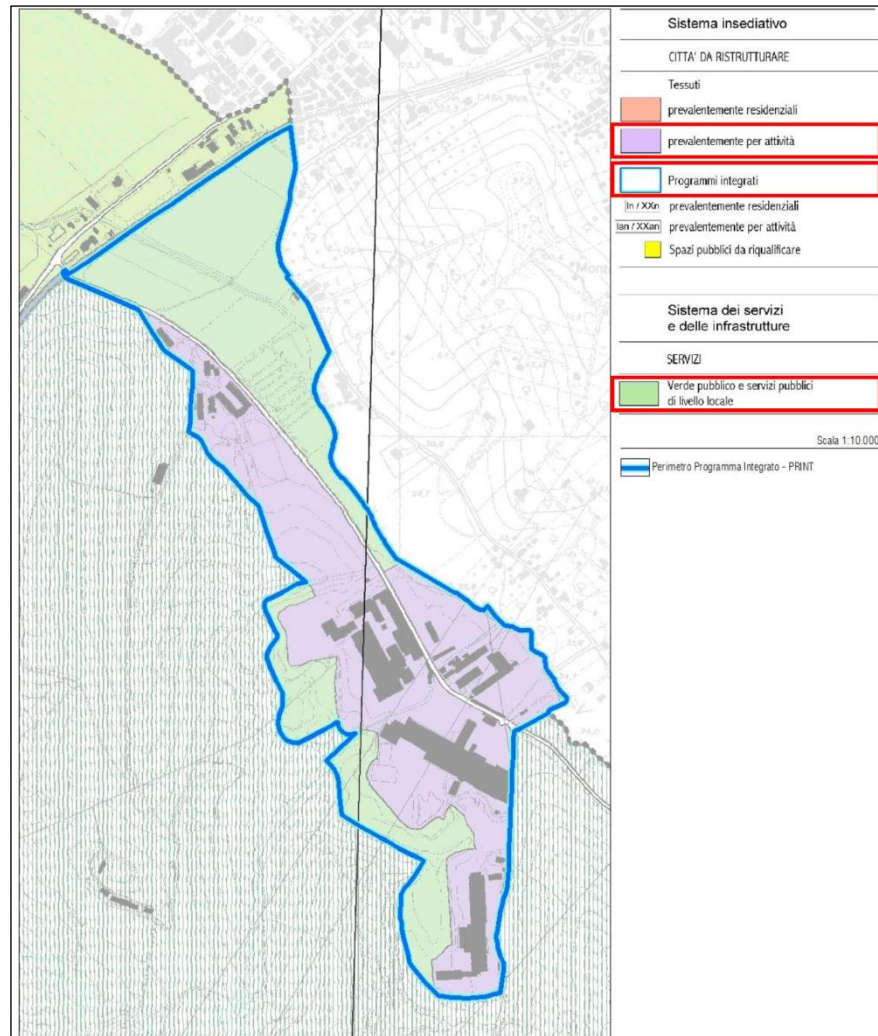 Sistema insediativo
CITTA' DA RISTRUTTURARE
Tessuti
prevalentemente residenziali
prevalentemente per attività
Programmi integrati
In / XXn prevalentemente residenziali
Ian / XXan prevalentemente per attività
Spazi pubblici da riqualificare
Sistema dei servizi
e delle infrastrutture
SERVIZI
Verde pubblico e servizi pubblici
di livello locale
Scala 1:10.000
Perimetro Programma Integrato - PRINT
CASA RIVA